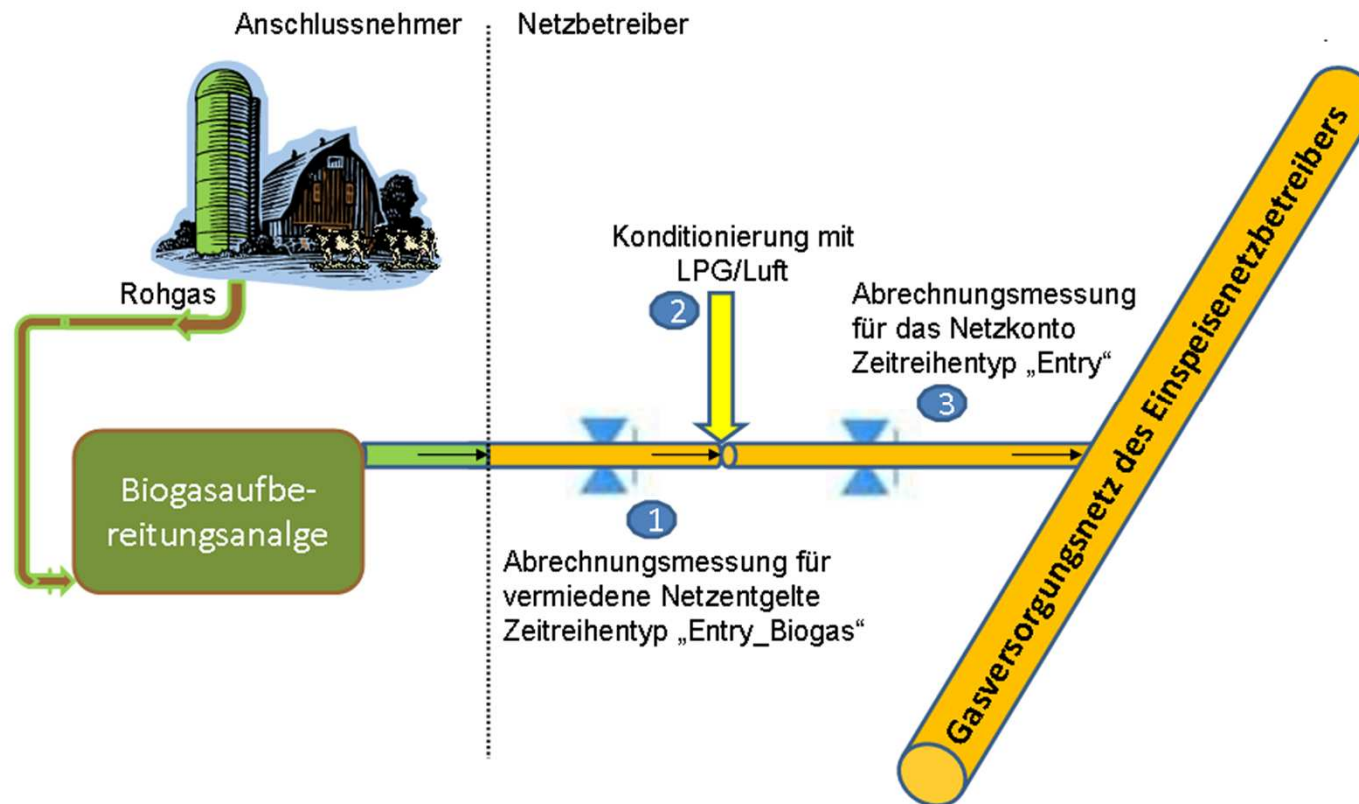 Anschlussnehmer
Netzbetreiber
Rohgas
Biogasaufbe-
reitungsanalge
Konditionierung mit
LPG/Luft
2
Abrechnungsmessung
für das Netzkonto
Zeitreihentyp „Entry“
3
1
Abrechnungsmessung für
vermiedene Netzentgelte
Zeitreihentyp „Entry_Biogas“
Gasversorgungsnetz des Einspeisenetzbetreibers